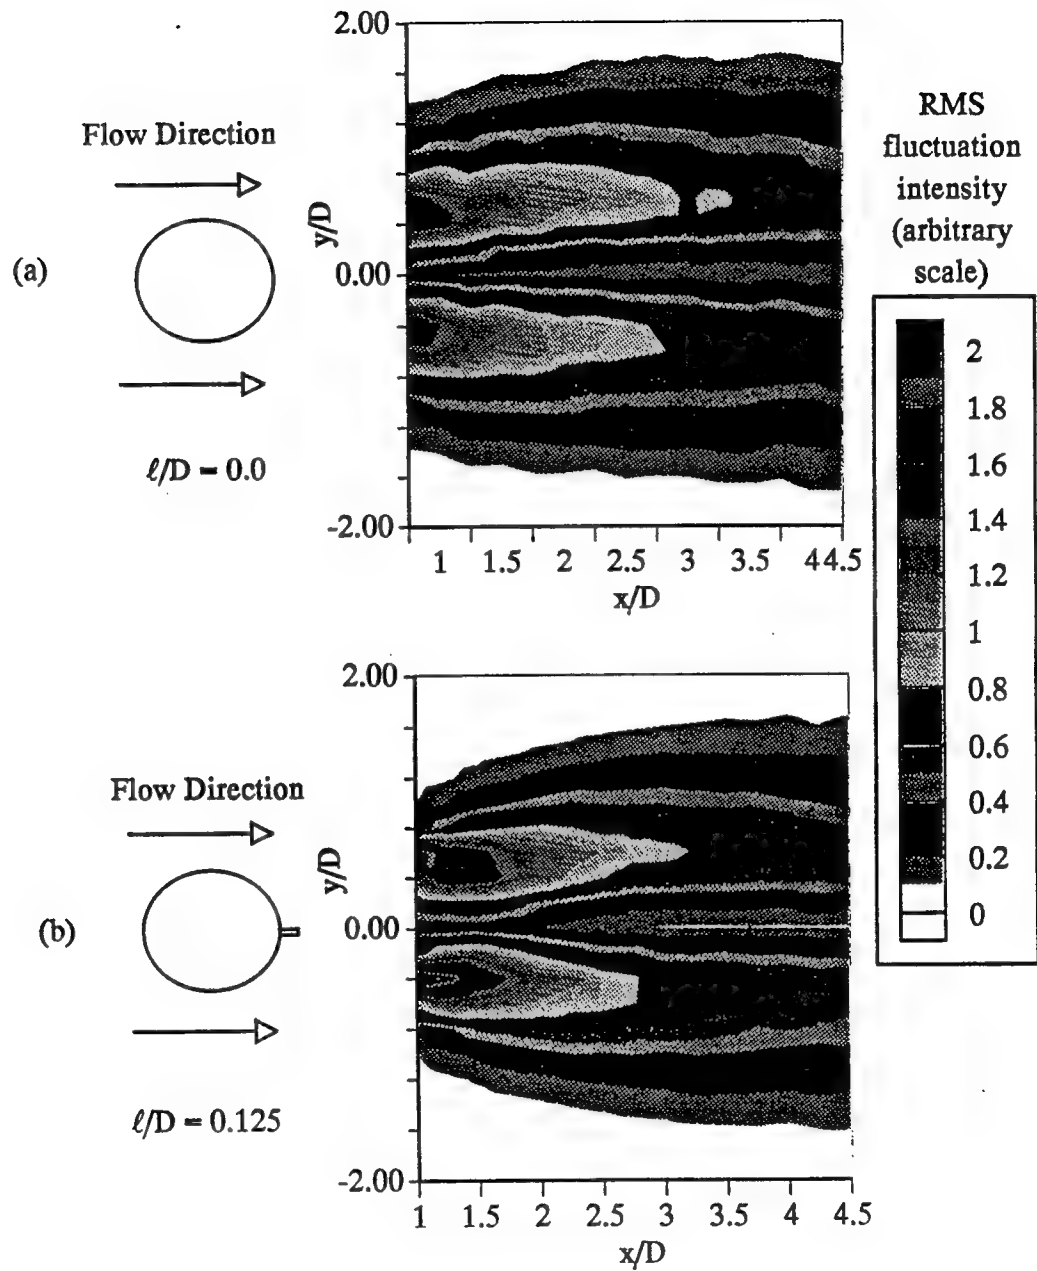 2.00
Flow Direction
y/D
(a)
0.00
ℓ/D = 0.0
-2.00
1 1.5 2 2.5 3 3.5 4 4.5
x/D
RMS
fluctuation
intensity
(arbitrary
scale)
2
1.8
1.6
1.4
1.2
1
0.8
0.6
0.4
0.2
0
2.00
Flow Direction
y/D
(b)
0.00
ℓ/D = 0.125
-2.00
1 1.5 2 2.5 3 3.5 4 4.5
x/D